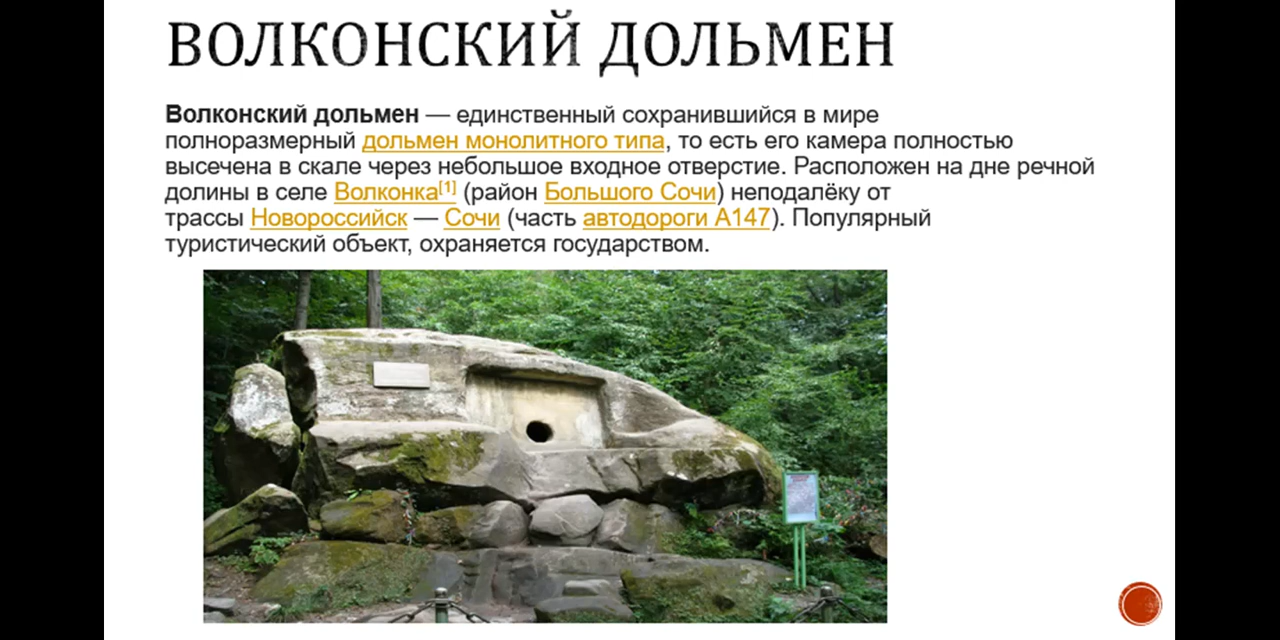 ВОЛКОНСКИЙ ДОЛЬМЕН
Волконский дольмен — единственный сохранившийся в мире
полноразмерный дольмен монолитного типа, то есть его камера полностью
высечена в скале через небольшое входное отверстие. Расположен на дне речной
долины в селе Волконка[1] (район Большого Сочи) неподалёку от
трассы Новороссийск — Сочи (часть автодороги А147). Популярный
туристический объект, охраняется государством.